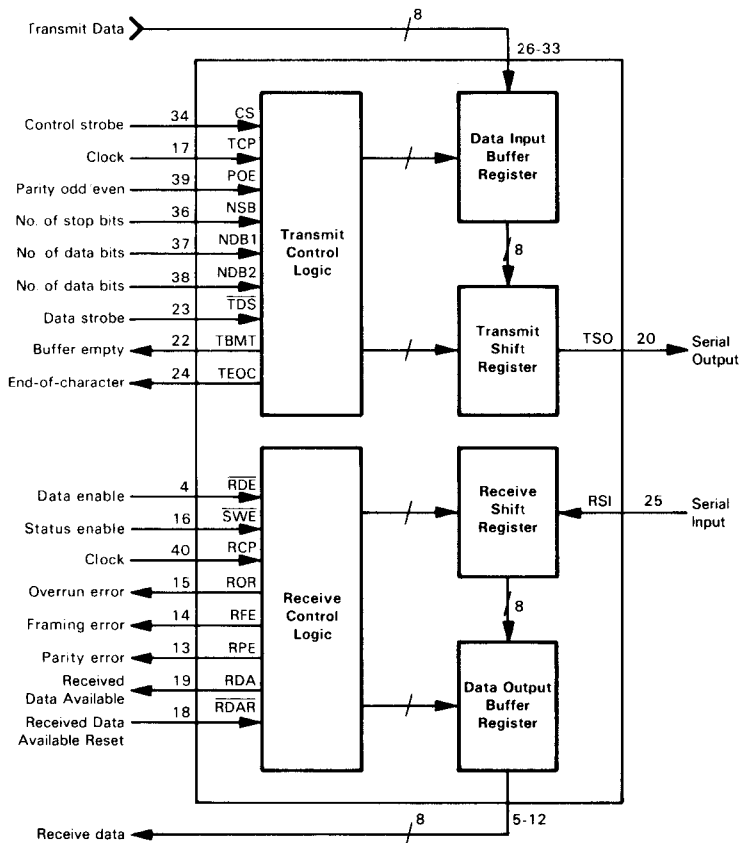 Transmit Data
8
26-33
Control strobe 34 CS
Clock 17 TCP
Parity odd even 39 POE
No. of stop bits 36 NSB
No. of data bits 37 NDB1
No. of data bits 38 NDB2
Data strobe 23 TDS
Buffer empty 22 TBMT
End-of-character 24 TEOC
Transmit
Control
Logic
Data Input
Buffer
Register
8
Transmit
Shift
Register
TSO 20
Serial
Output
Data enable 4 RDE
Status enable 16 SWE
Clock 40 RCP
Overrun error 15 ROR
Framing error 14 RFE
Parity error 13 RPE
Received
Data Available
19 RDA
Received Data
Available Reset
18 RDAR
Receive
Control
Logic
Receive
Shift
Register
RSI 25
Serial
Input
8
Data Output
Buffer
Register
5-12
8
Receive data